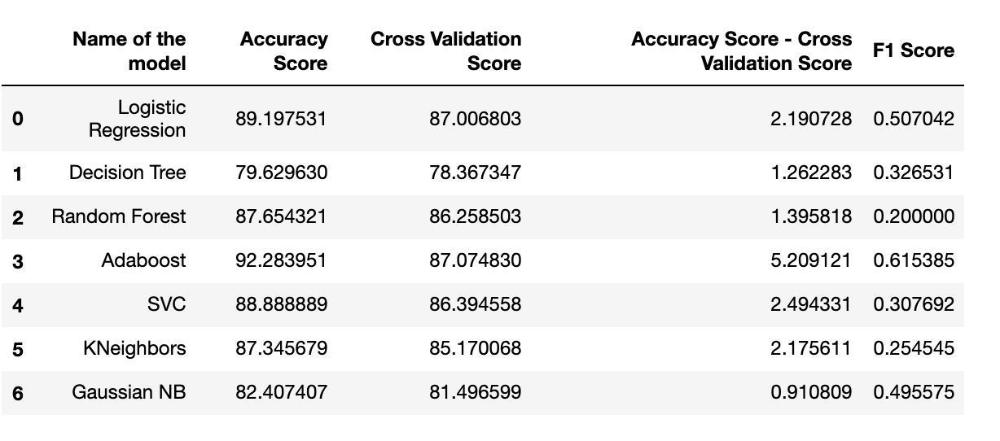 Name of the model Accuracy Score Cross Validation Score Accuracy Score - Cross Validation Score F1 Score
0 Logistic Regression 89.197531 87.006803 2.190728 0.507042
1 Decision Tree 79.629630 78.367347 1.262283 0.326531
2 Random Forest 87.654321 86.258503 1.395818 0.200000
3 Adaboost 92.283951 87.074830 5.209121 0.615385
4 SVC 88.888889 86.394558 2.494331 0.307692
5 KNeighbors 87.345679 85.170068 2.175611 0.254545
6 Gaussian NB 82.407407 81.496599 0.910809 0.495575